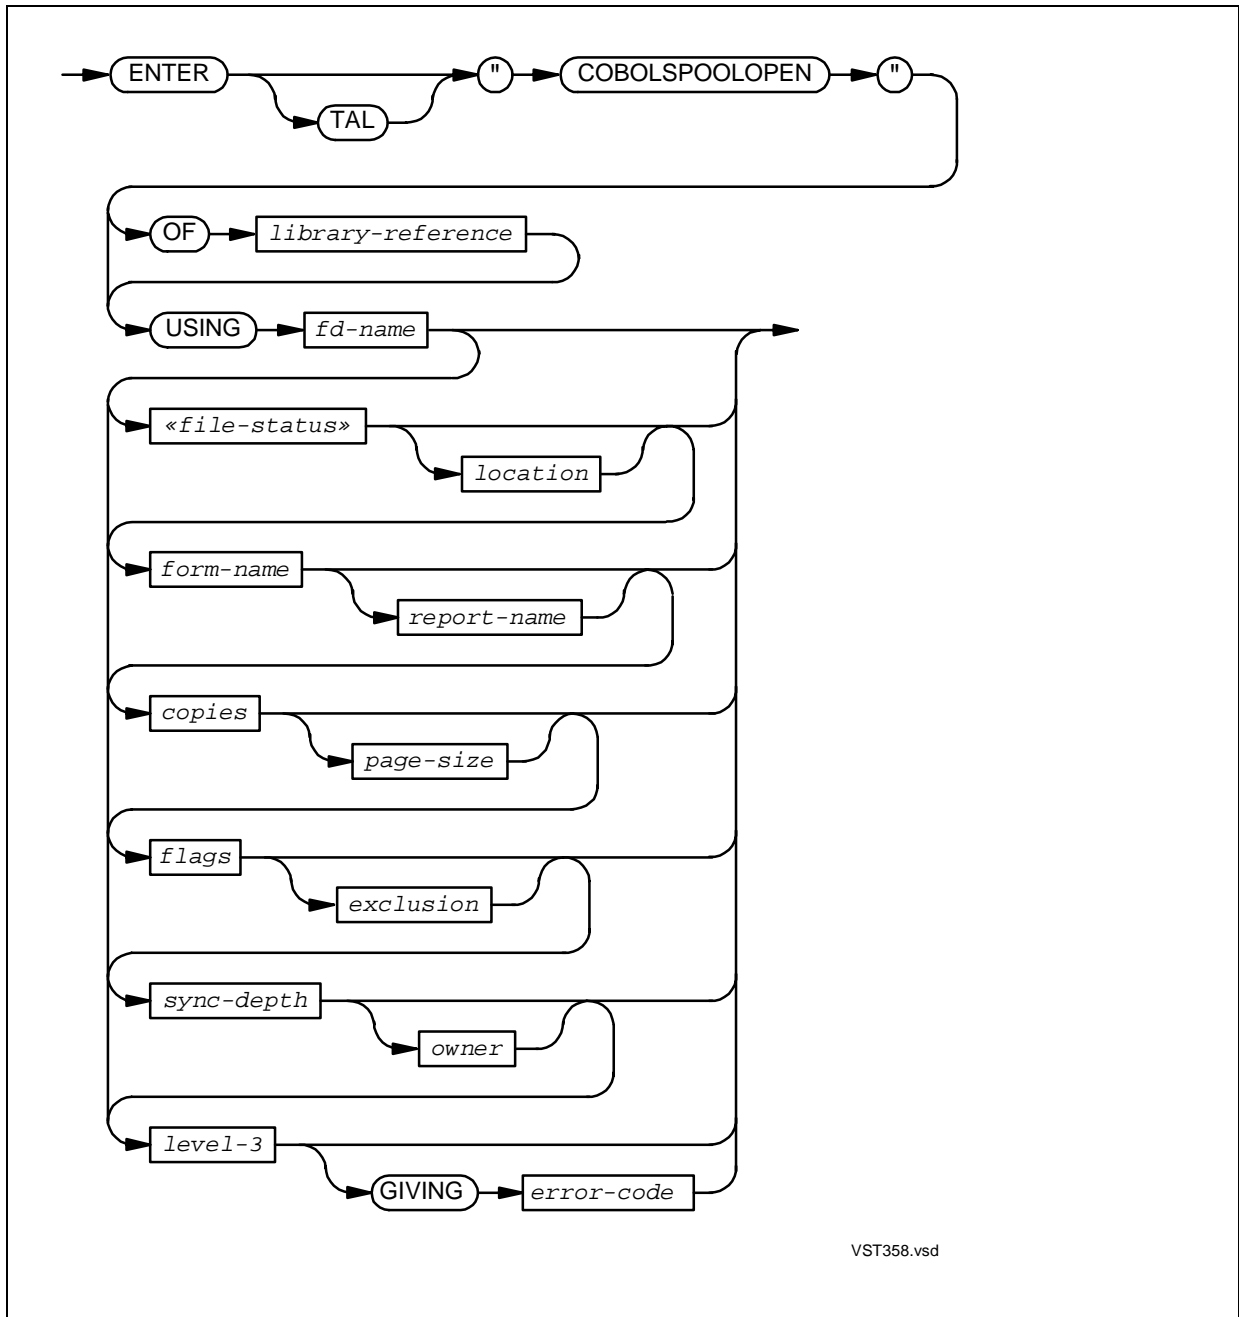 ENTER " COBOLSPOOLOPEN "
TAL
OF library-reference
USING fd-name
«file-status»
location
form-name
report-name
copies
page-size
flags
exclusion
sync-depth
owner
level-3
GIVING error-code
VST358.vsd